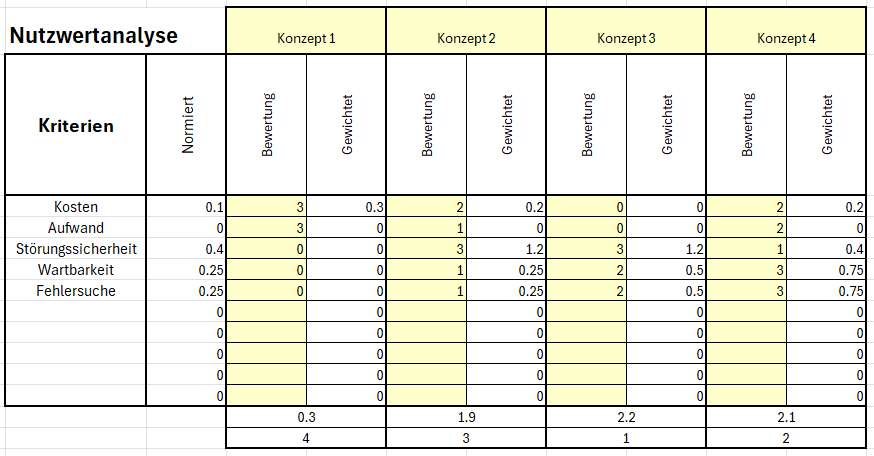 Nutzwertanalyse Konzept 1 Konzept 2 Konzept 3 Konzept 4
Kriterien Normiert Bewertung Gewichtet Bewertung Gewichtet Bewertung Gewichtet Bewertung Gewichtet
Kosten 0.1 3 0.3 2 0.2 0 0 2 0.2
Aufwand 0 3 0 1 0 0 0 2 0
Störungssicherheit 0.4 0 0 3 1.2 3 1.2 1 0.4
Wartbarkeit 0.25 0 0 1 0.25 2 0.5 3 0.75
Fehlersuche 0.25 0 0 1 0.25 2 0.5 3 0.75
0 0 0 0 0
0 0 0 0 0
0 0 0 0 0
0 0 0 0 0
0 0 0 0 0
0.3 1.9 2.2 2.1
4 3 1 2